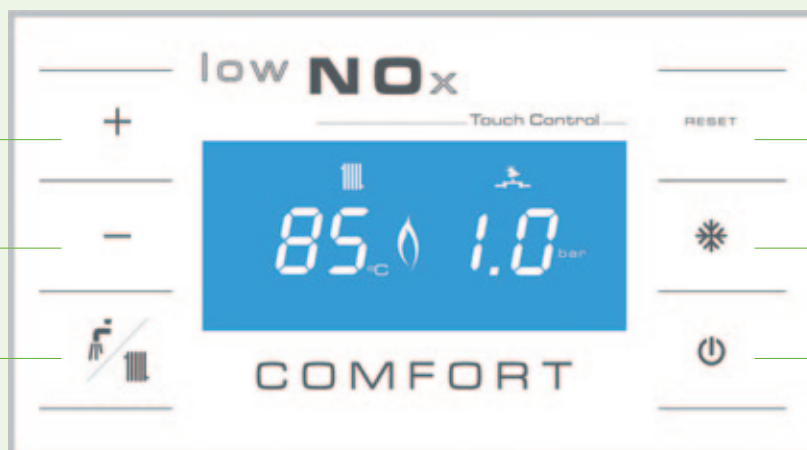 low NOx
Touch Control
RESET
85 °C 1.0 bar
COMFORT